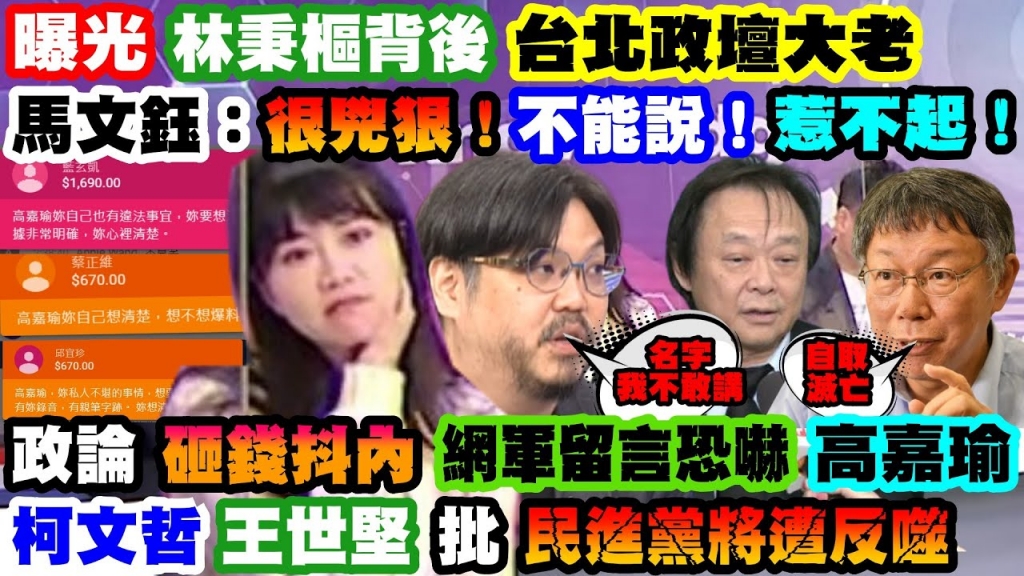 曝光 林秉樞背後 台北政壇大老
馬文鈺：很兇狠！不能說！惹不起！
藍玄凱
$1,690.00
高嘉瑜妳自己也有違法事宜，妳要想
據非常明確，妳心裡清楚。
蔡正維
$670.00
高嘉瑜妳自己想清楚，想不想爆料
邱宜珍
$670.00
高嘉瑜，妳私人不堪的事情，想
有妳錄音，有親筆字跡。妳想
名字
我不敢講
自取
滅亡
政論 砸錢抖內 網軍留言恐嚇 高嘉瑜
柯文哲 王世堅 批 民進黨將遭反噬